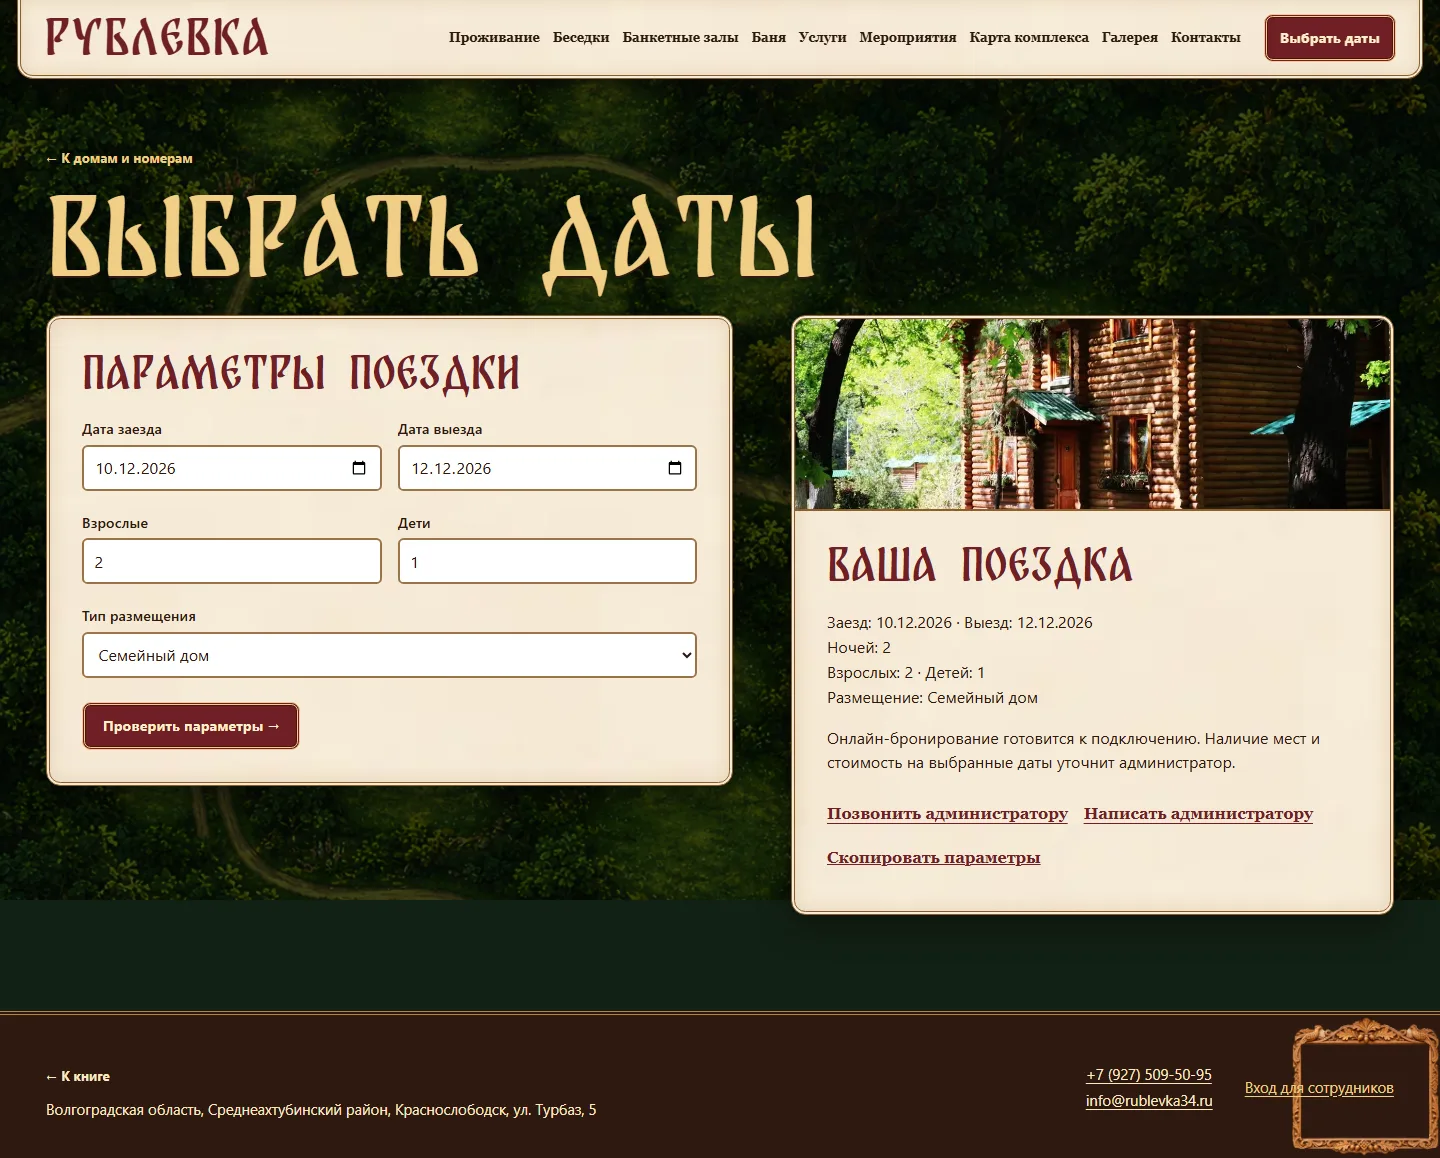 РУБЛЕВКА
Проживание Беседки Банкетные залы Баня Услуги Мероприятия Карта комплекса Галерея Контакты Выбрать даты
← К домам и номерам
ВЫБРАТЬ ДАТЫ
ПАРАМЕТРЫ ПОЕЗДКИ
Дата заезда Дата выезда
10.12.2026 12.12.2026
Взрослые Дети
2 1
Тип размещения
Семейный дом
Проверить параметры →
ВАША ПОЕЗДКА
Заезд: 10.12.2026 · Выезд: 12.12.2026
Ночей: 2
Взрослых: 2 · Детей: 1
Размещение: Семейный дом
Онлайн-бронирование готовится к подключению. Наличие мест и
стоимость на выбранные даты уточнит администратор.
Позвонить администратору Написать администратору
Скопировать параметры
← К книге
Волгоградская область, Среднеахтубинский район, Краснослободск, ул. Турбаз, 5
+7 (927) 509-50-95
info@rublevka34.ru
Вход для сотрудников